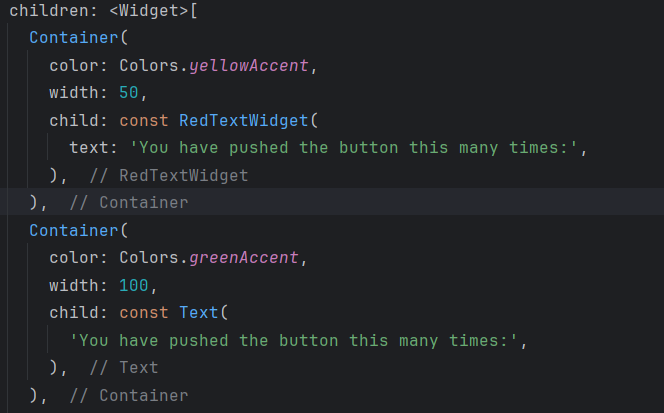 children: <Widget>[
Container(
color: Colors.yellowAccent,
width: 50,
child: const RedTextWidget(
text: 'You have pushed the button this many times:',
), // RedTextWidget
), // Container
Container(
color: Colors.greenAccent,
width: 100,
child: const Text(
'You have pushed the button this many times:',
), // Text
), // Container